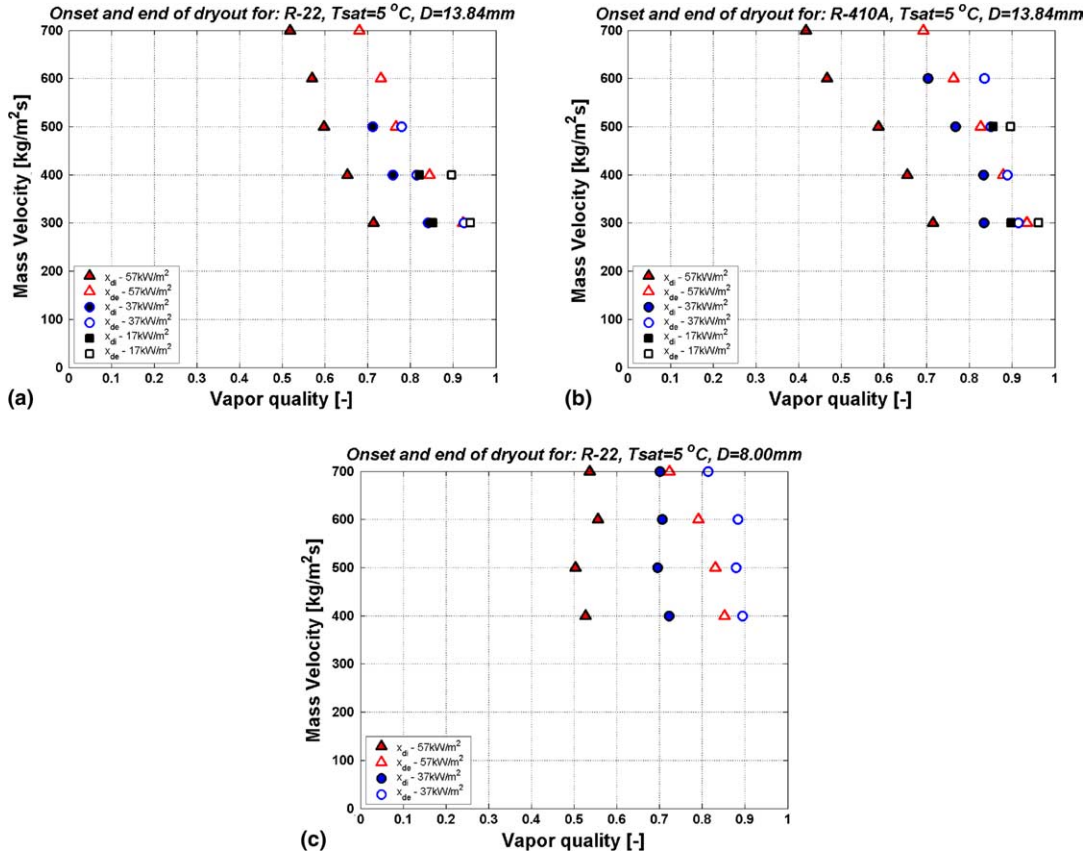 Onset and end of dryout for: R-22, Tsat=5 °C, D=13.84mm
Mass Velocity [kg/m²s]
700
600
500
400
300
200
100
0
x_di - 57kW/m²
x_de - 57kW/m²
x_di - 37kW/m²
x_de - 37kW/m²
x_di - 17kW/m²
x_de - 17kW/m²
0 0.1 0.2 0.3 0.4 0.5 0.6 0.7 0.8 0.9 1
Vapor quality [-]
(a)
Onset and end of dryout for: R-410A, Tsat=5 °C, D=13.84mm
Mass Velocity [kg/m²s]
700
600
500
400
300
200
100
0
x_di - 57kW/m²
x_de - 57kW/m²
x_di - 37kW/m²
x_de - 37kW/m²
x_di - 17kW/m²
x_de - 17kW/m²
0 0.1 0.2 0.3 0.4 0.5 0.6 0.7 0.8 0.9 1
Vapor quality [-]
(b)
Onset and end of dryout for: R-22, Tsat=5 °C, D=8.00mm
Mass Velocity [kg/m²s]
700
600
500
400
300
200
100
0
x_di - 57kW/m²
x_de - 57kW/m²
x_di - 37kW/m²
x_de - 37kW/m²
0 0.1 0.2 0.3 0.4 0.5 0.6 0.7 0.8 0.9 1
Vapor quality [-]
(c)